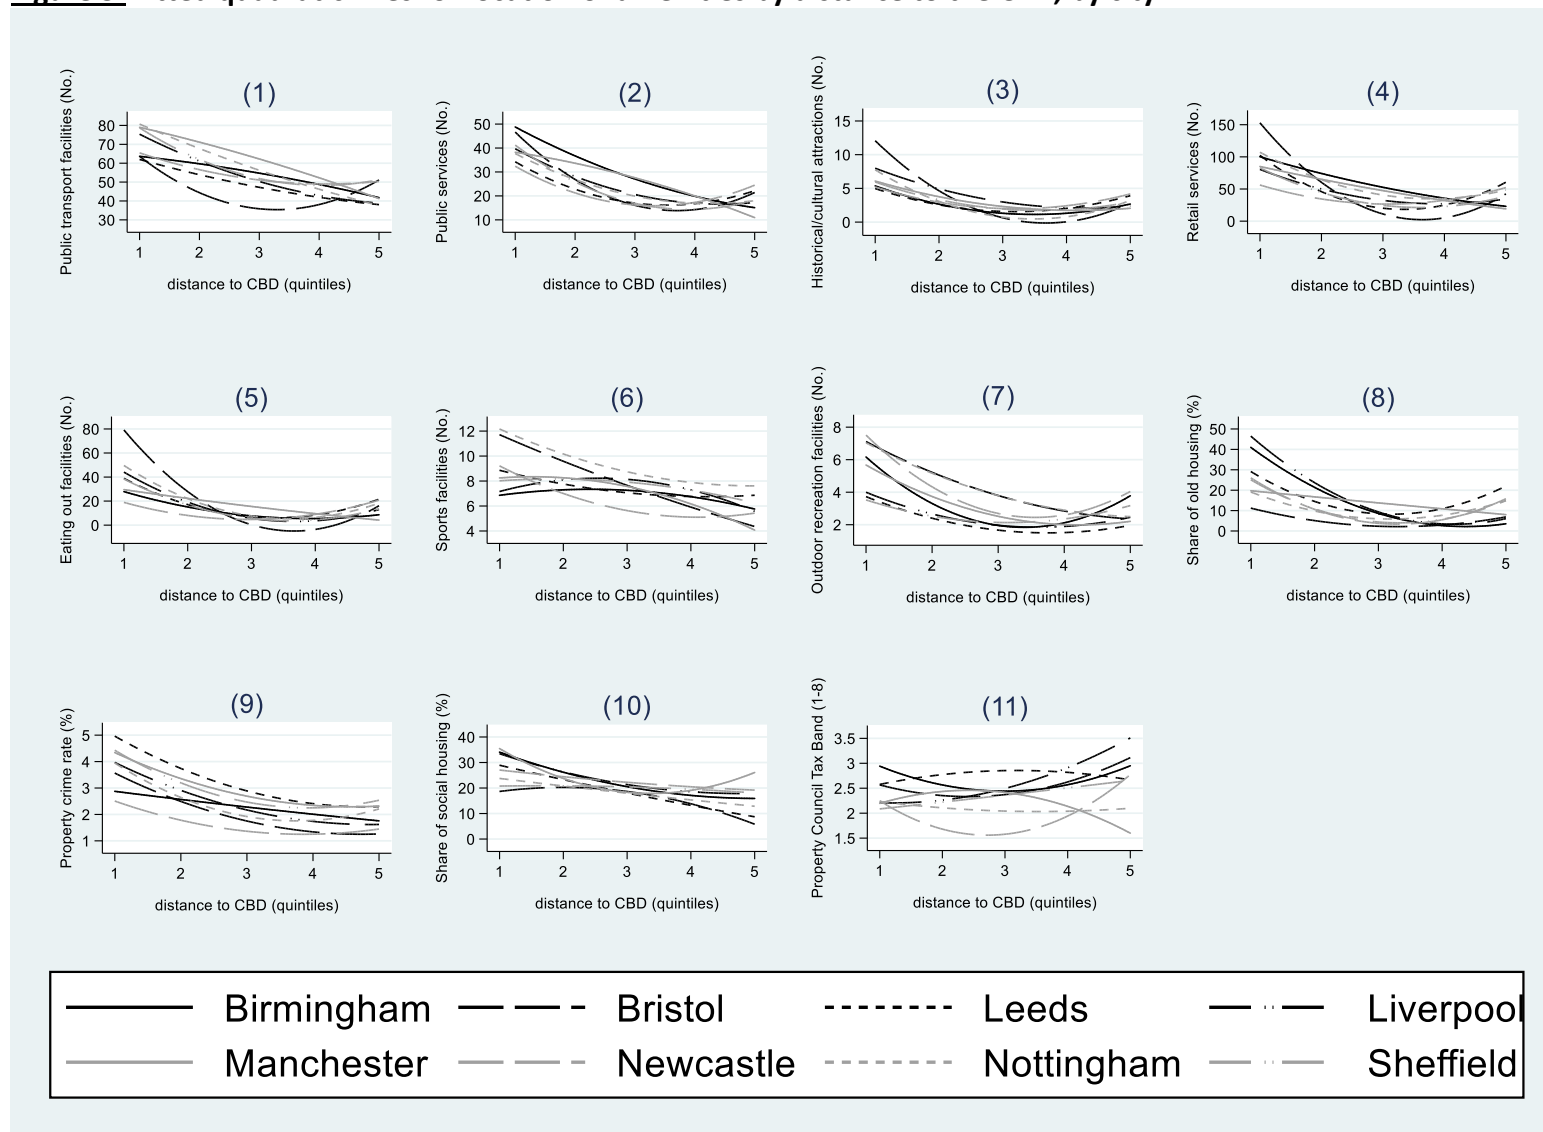 (1)
Public transport facilities (No.)
80
70
60
50
40
30
1 2 3 4 5
distance to CBD (quintiles)
(2)
Public services (No.)
50
40
30
20
10
1 2 3 4 5
distance to CBD (quintiles)
(3)
Historical/cultural attractions (No.)
15
10
5
0
1 2 3 4 5
distance to CBD (quintiles)
(4)
Retail services (No.)
150
100
50
0
1 2 3 4 5
distance to CBD (quintiles)
(5)
Eating out facilities (No.)
80
60
40
20
0
1 2 3 4 5
distance to CBD (quintiles)
(6)
Sports facilities (No.)
12
10
8
6
4
1 2 3 4 5
distance to CBD (quintiles)
(7)
Outdoor recreation facilities (No.)
8
6
4
2
1 2 3 4 5
distance to CBD (quintiles)
(8)
Share of old housing (%)
50
40
30
20
10
0
1 2 3 4 5
distance to CBD (quintiles)
(9)
Property crime rate (%)
5
4
3
2
1
1 2 3 4 5
distance to CBD (quintiles)
(10)
Share of social housing (%)
40
30
20
10
0
1 2 3 4 5
distance to CBD (quintiles)
(11)
Property Council Tax Band (1-8)
3.5
3
2.5
2
1.5
1 2 3 4 5
distance to CBD (quintiles)
Birmingham Bristol Leeds Liverpool
Manchester Newcastle Nottingham Sheffield